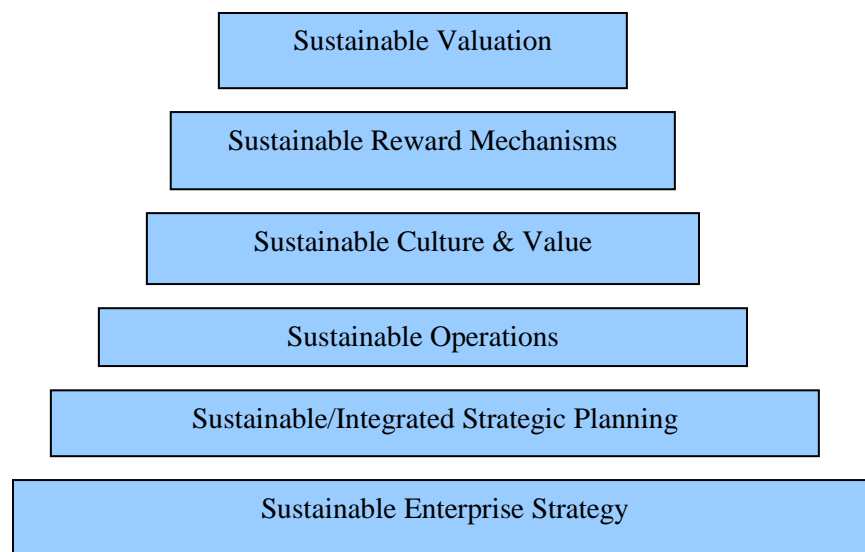 Sustainable Valuation
Sustainable Reward Mechanisms
Sustainable Culture & Value
Sustainable Operations
Sustainable/Integrated Strategic Planning
Sustainable Enterprise Strategy